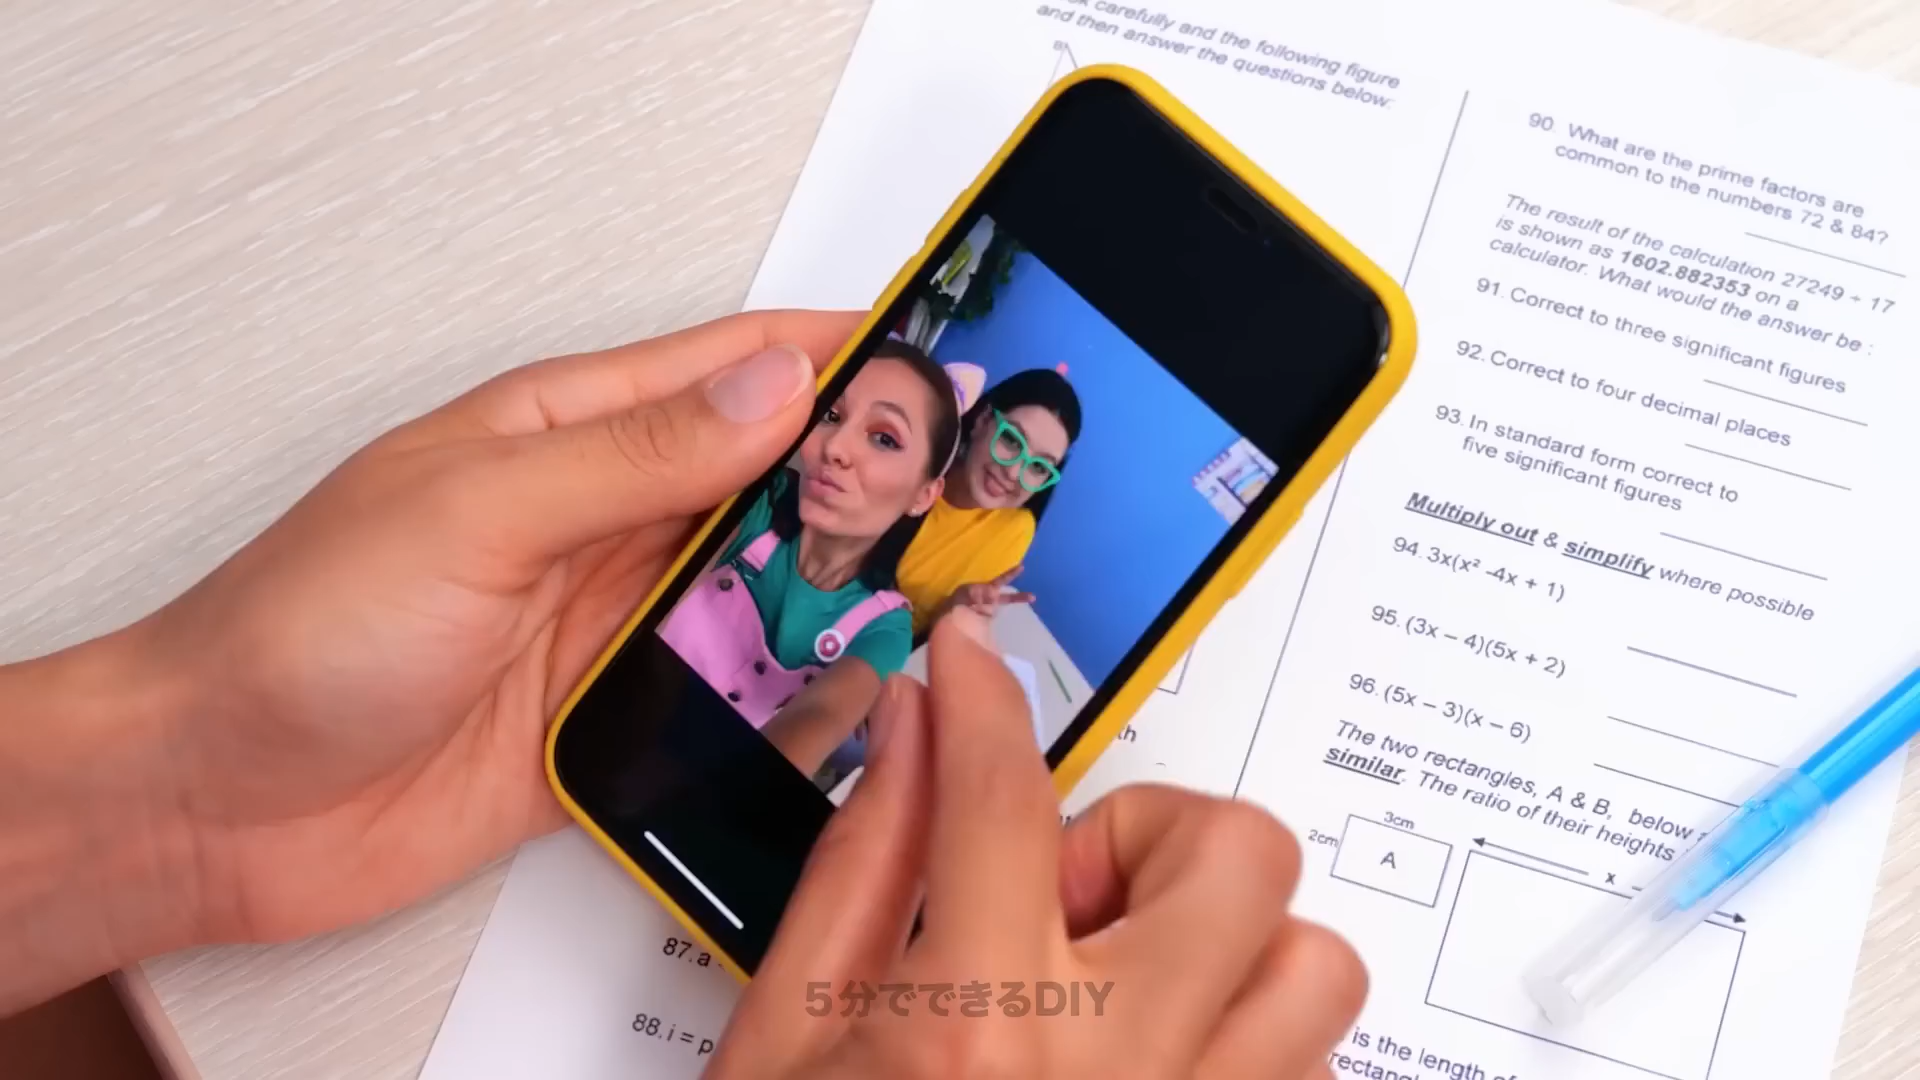 carefully and the following figure
and then answer the questions below:
90. What are the prime factors are
common to the numbers 72 & 84?
The result of the calculation 27249 ÷ 17
is shown as 1602.882353 on a
calculator. What would the answer be :
91. Correct to three significant figures
92. Correct to four decimal places
93. In standard form correct to
five significant figures
Multiply out & simplify where possible
94. 3x(x² -4x + 1)
95. (3x – 4)(5x + 2)
96. (5x – 3)(x – 6)
The two rectangles, A & B, below
similar. The ratio of their heights
3cm
2cm
A
x
is the length
87. a
88. i = p
5分でできるDIY